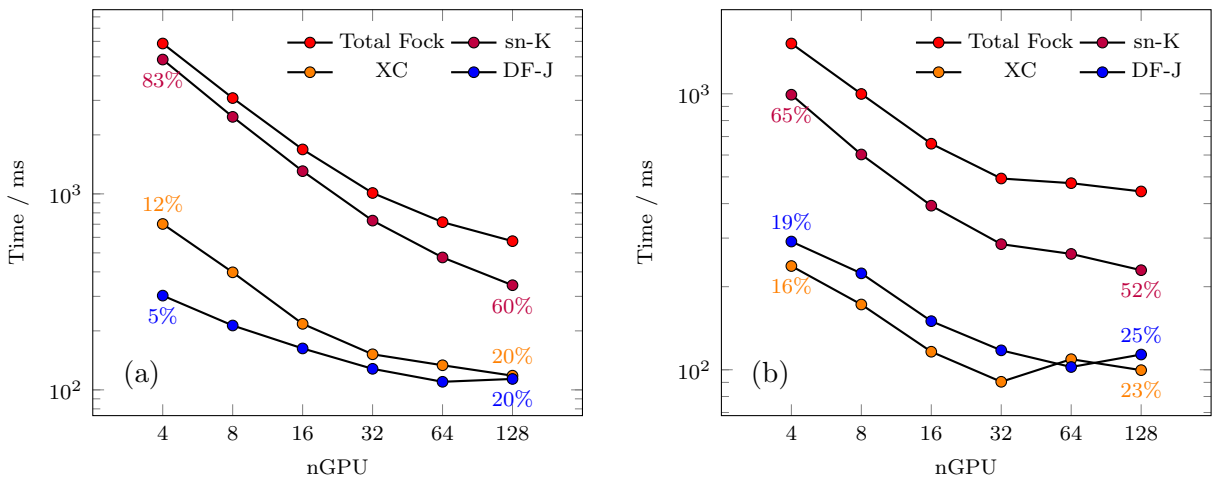 Total Fock sn-K
XC DF-J
83%
12%
5%
60%
20%
20%
(a)
10^3
10^2
Time / ms
4 8 16 32 64 128
nGPU
Total Fock sn-K
XC DF-J
65%
19%
16%
52%
25%
23%
(b)
10^3
10^2
Time / ms
4 8 16 32 64 128
nGPU